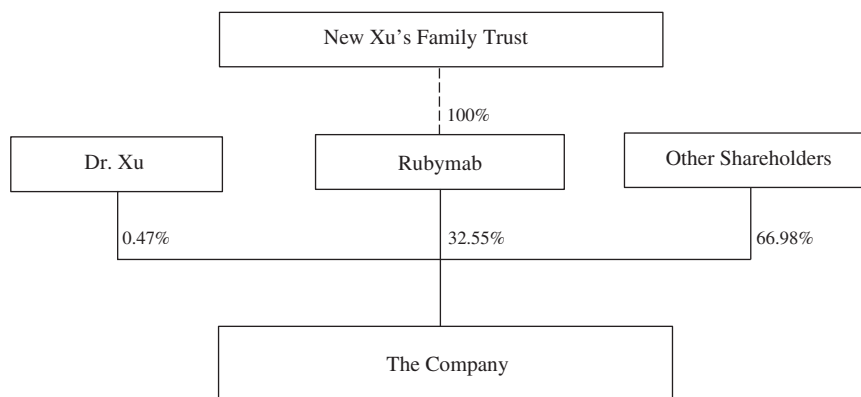 New Xu’s Family Trust
100%
Dr. Xu
Rubymab
Other Shareholders
0.47%
32.55%
66.98%
The Company